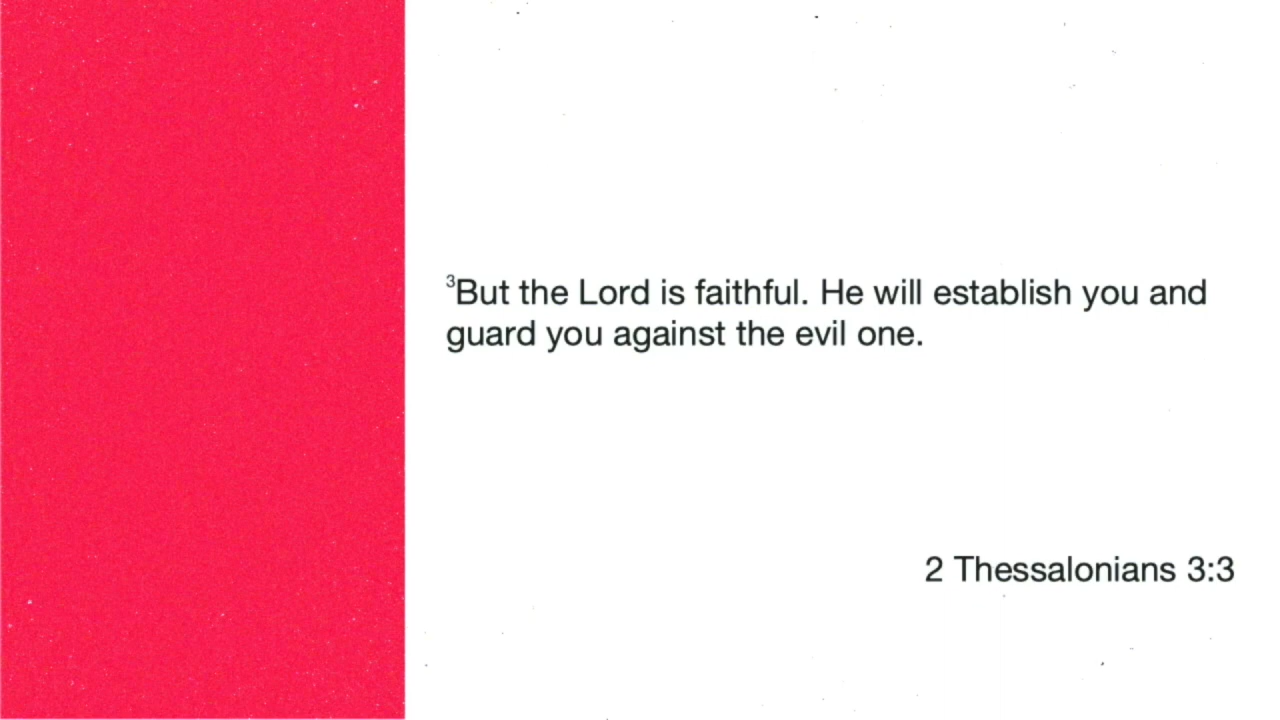 ³But the Lord is faithful. He will establish you and
guard you against the evil one.
2 Thessalonians 3:3